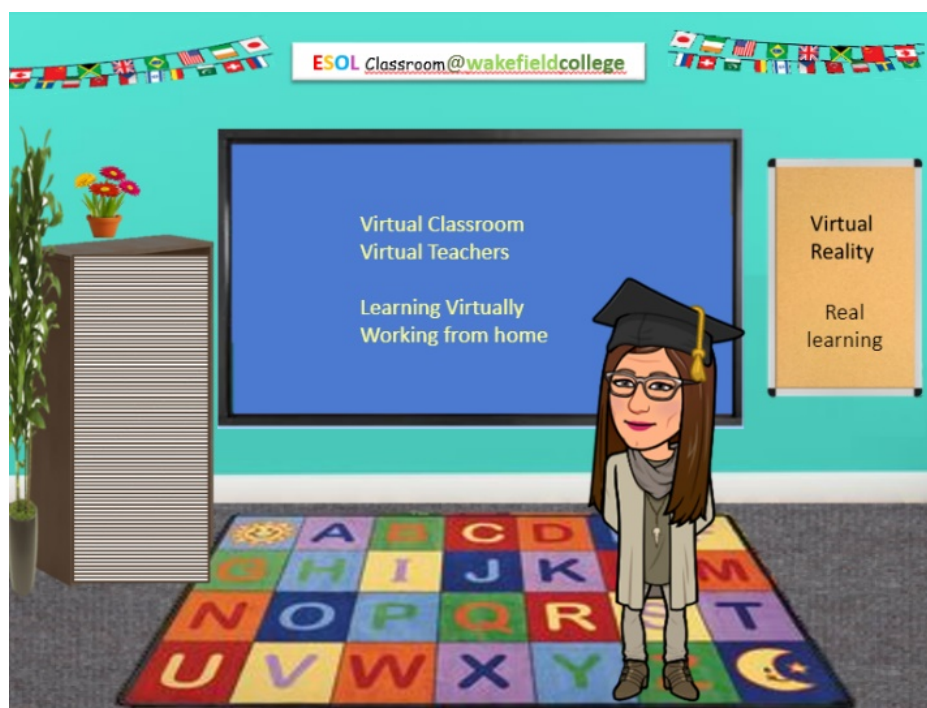 ESOL Classroom@wakefieldcollege
Virtual Classroom
Virtual Teachers
Learning Virtually
Working from home
Virtual
Reality
Real
learning
A B C D
G H I J K M
N O P Q R S T
U V W X Y